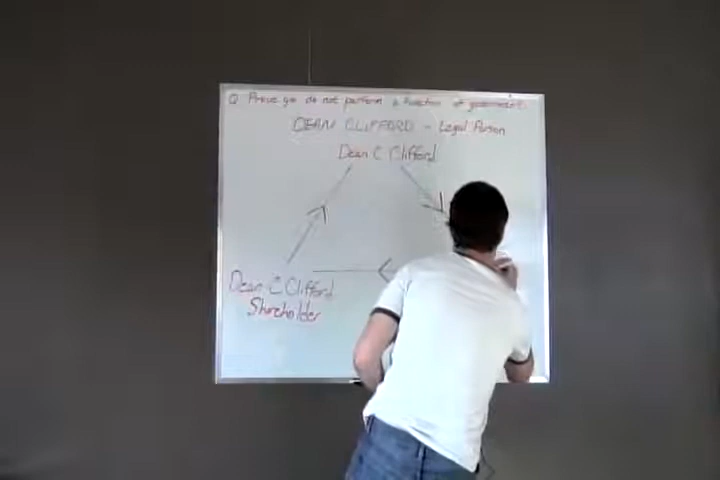 Q Prove you do not perform a function of government.
DEAN CLIFFORD - Legal Person
Dean C Clifford
Dean C Clifford
Shareholder